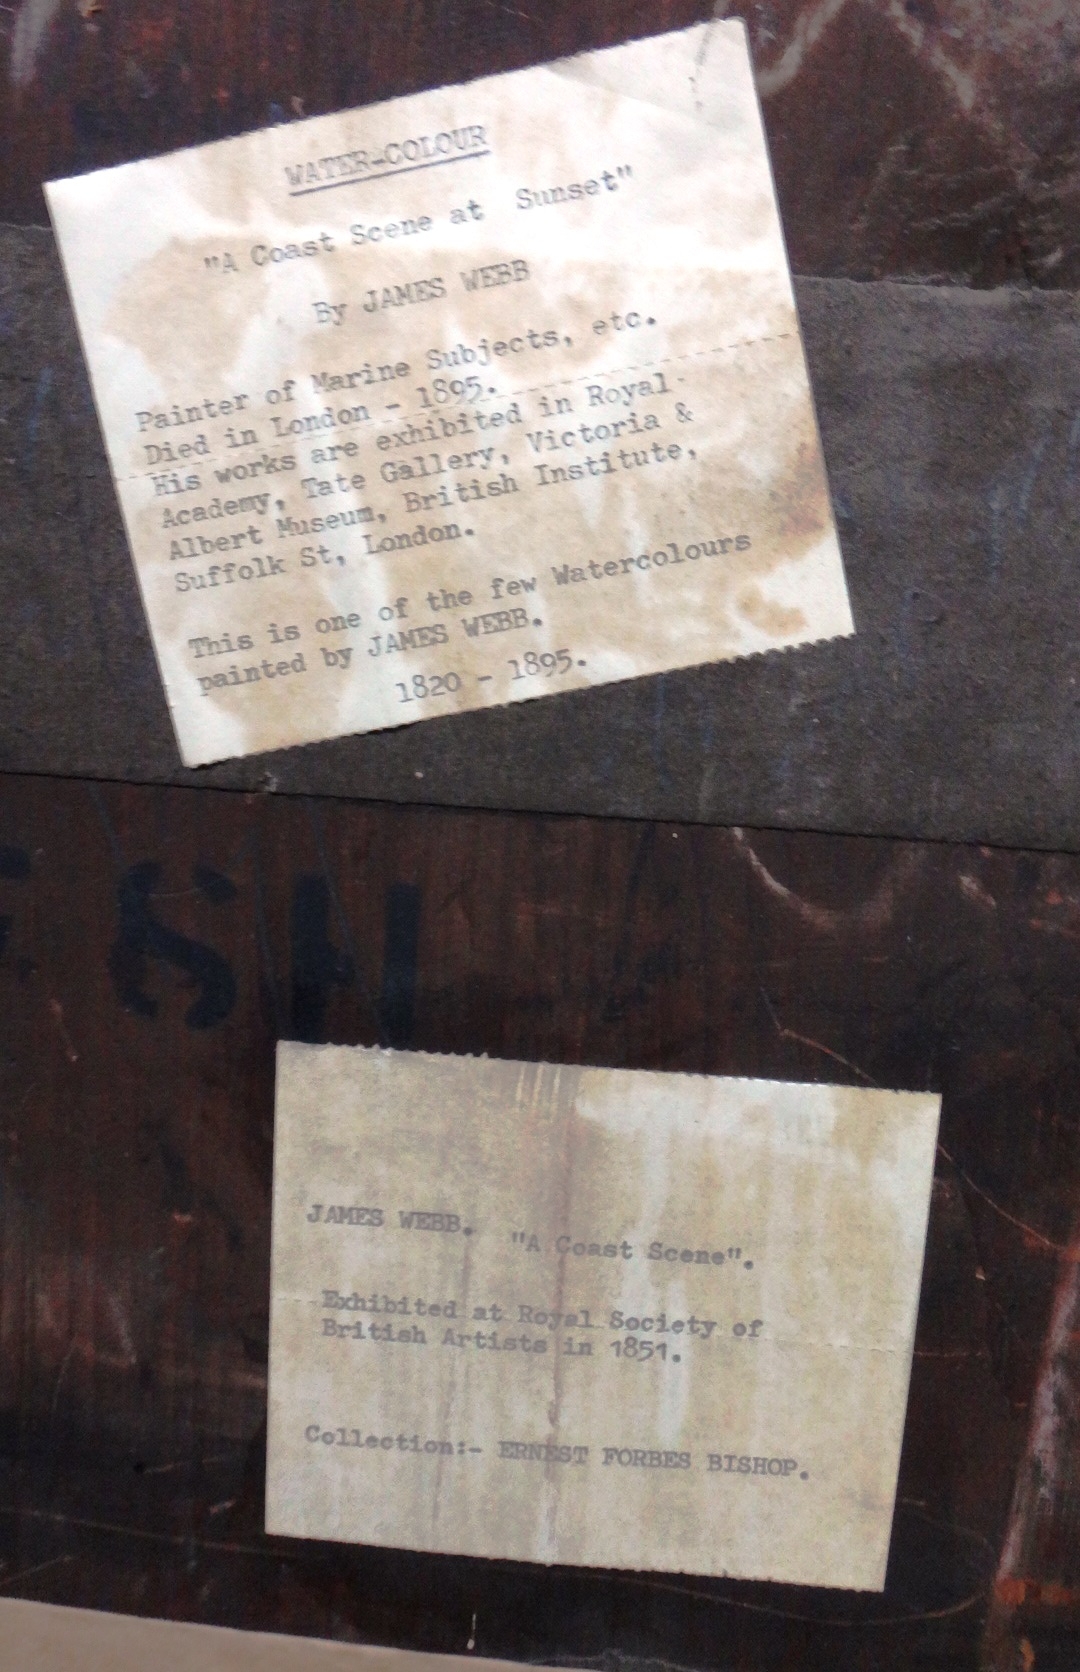 WATER-COLOUR
"A Coast Scene at Sunset"
By JAMES WEBB
Painter of Marine Subjects, etc.
Died in London - 1895.
His works are exhibited in Royal
Academy, Tate Gallery, Victoria &
Albert Museum, British Institute,
Suffolk St, London.
This is one of the few Watercolours
painted by JAMES WEBB.
1820 - 1895.
SH
JAMES WEBB. "A Coast Scene".
Exhibited at Royal Society of
British Artists in 1851.
Collection:- ERNEST FORBES BISHOP.